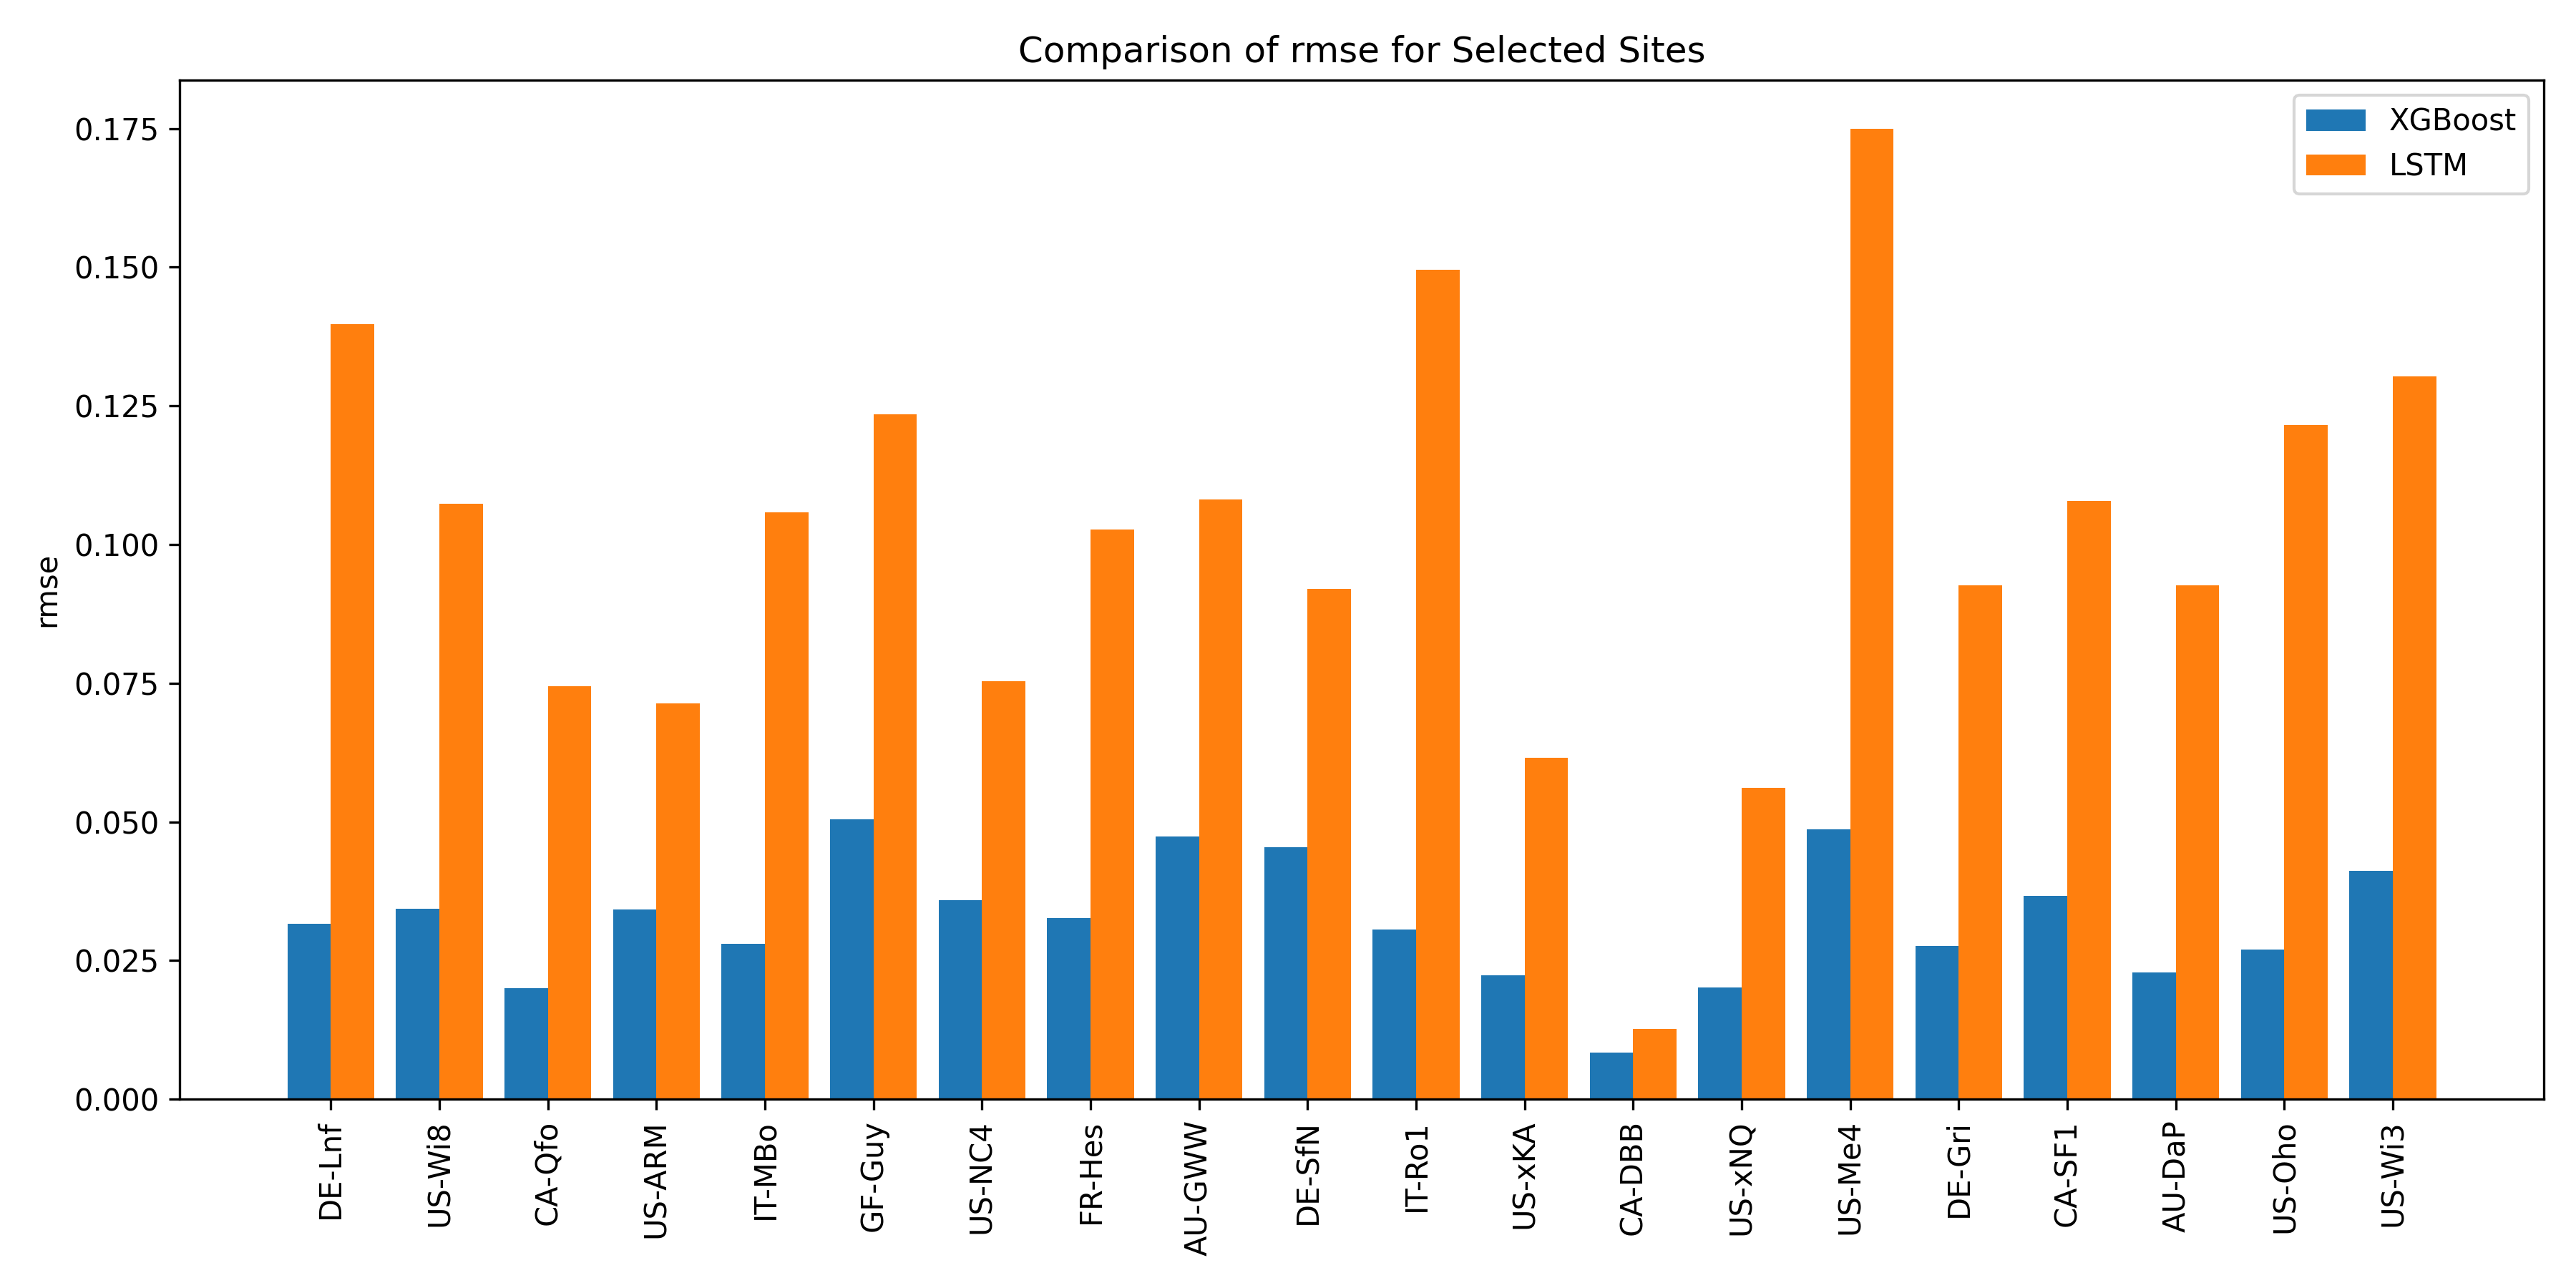 Comparison of rmse for Selected Sites
XGBoost
LSTM
rmse
0.175
0.150
0.125
0.100
0.075
0.050
0.025
0.000
DE-Lnf
US-Wi8
CA-Qfo
US-ARM
IT-MBo
GF-Guy
US-NC4
FR-Hes
AU-GWW
DE-SfN
IT-Ro1
US-xKA
CA-DBB
US-xNQ
US-Me4
DE-Gri
CA-SF1
AU-DaP
US-Oho
US-Wi3